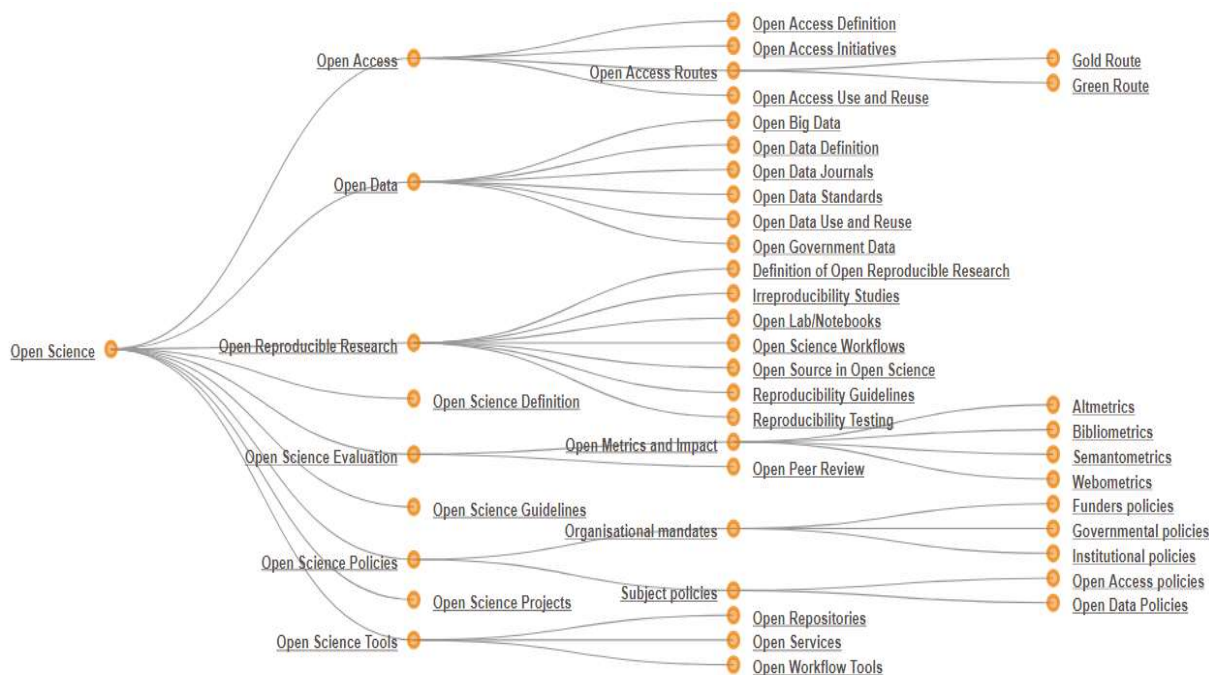 Open Science
Open Access
Open Access Definition
Open Access Initiatives
Open Access Routes
Gold Route
Green Route
Open Access Use and Reuse
Open Data
Open Big Data
Open Data Definition
Open Data Journals
Open Data Standards
Open Data Use and Reuse
Open Government Data
Open Reproducible Research
Definition of Open Reproducible Research
Irreproducibility Studies
Open Lab/Notebooks
Open Science Workflows
Open Source in Open Science
Reproducibility Guidelines
Reproducibility Testing
Open Science Definition
Open Science Evaluation
Open Metrics and Impact
Altmetrics
Bibliometrics
Semantometrics
Webometrics
Open Peer Review
Open Science Guidelines
Open Science Policies
Organisational mandates
Funders policies
Governmental policies
Institutional policies
Subject policies
Open Access policies
Open Data Policies
Open Science Projects
Open Science Tools
Open Repositories
Open Services
Open Workflow Tools